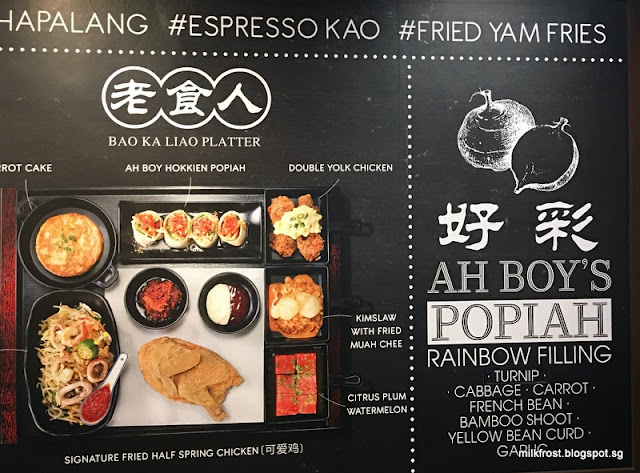 HAPALANG #ESPRESSO KAO #FRIED YAM FRIES
老食人
BAO KA LIAO PLATTER
ROT CAKE
AH BOY HOKKIEN POPIAH
DOUBLE YOLK CHICKEN
KIMSLAW
WITH FRIED
MUAH CHEE
CITRUS PLUM
WATERMELON
SIGNATURE FRIED HALF SPRING CHICKEN (可爱鸡)
好彩
AH BOY'S
POPIAH
RAINBOW FILLING
· TURNIP ·
· CABBAGE · CARROT ·
FRENCH BEAN ·
BAMBOO SHOOT ·
YELLOW BEAN CURD ·
GARLIC
milkfrost.blogspot.sg